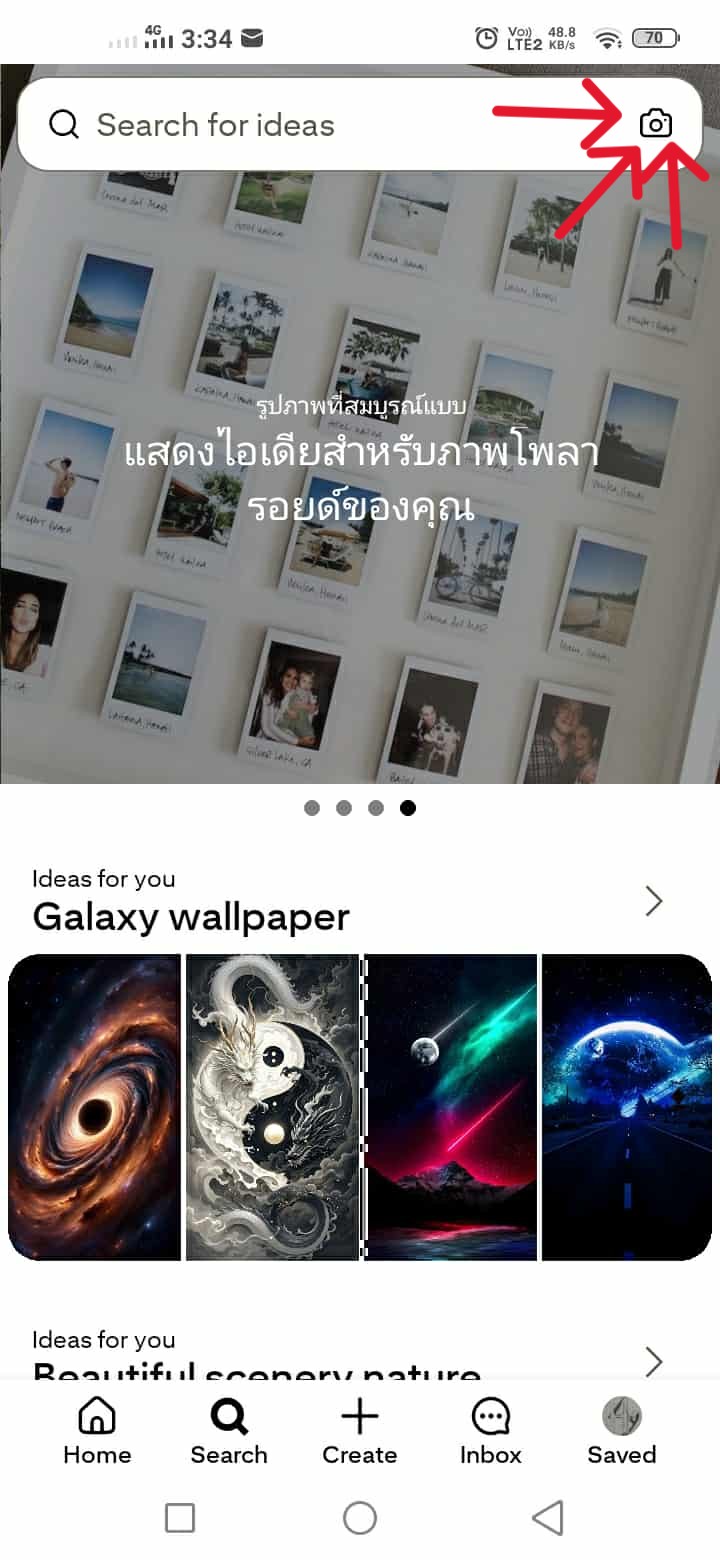 4G 3:34 Vo)) LTE2 48.8 KB/s 70
Search for ideas
รูปภาพที่สมบูรณ์แบบ
แสดงไอเดียสำหรับภาพโพลา
รอยด์ของคุณ
Ideas for you
Galaxy wallpaper
Ideas for you
Beautiful scenery nature
Home Search Create Inbox Saved